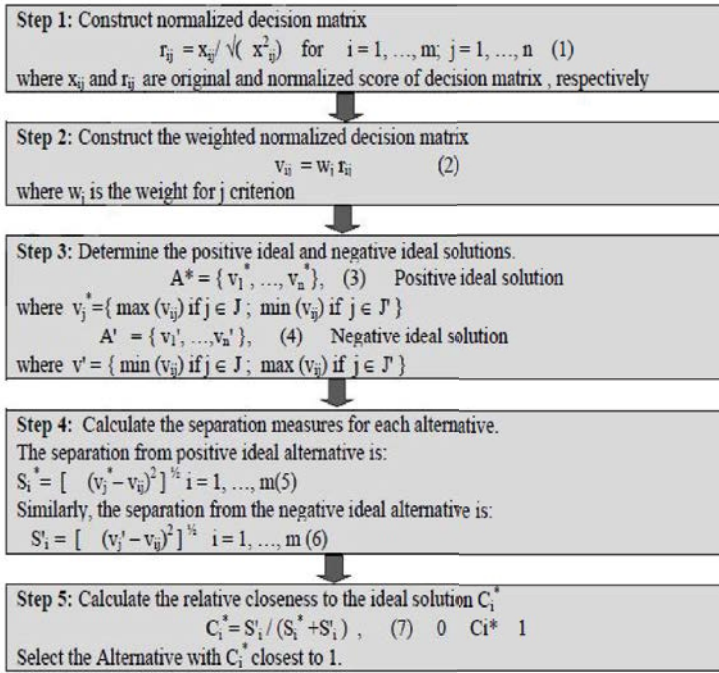 Step 1: Construct normalized decision matrix
r_ij = x_ij/ √( x²_ij) for i = 1, …, m; j = 1, …, n (1)
where x_ij and r_ij are original and normalized score of decision matrix , respectively
Step 2: Construct the weighted normalized decision matrix
v_ij = w_j r_ij (2)
where w_j is the weight for j criterion
Step 3: Determine the positive ideal and negative ideal solutions.
A* = { v_1^*, …, v_n^*}, (3) Positive ideal solution
where v_j^*={ max (v_ij) if j ∈ J ; min (v_ij) if j ∈ J' }
A' = { v_1', …,v_n' }, (4) Negative ideal solution
where v' = { min (v_ij) if j ∈ J ; max (v_ij) if j ∈ J' }
Step 4: Calculate the separation measures for each alternative.
The separation from positive ideal alternative is:
S_i^* = [ (v_j^*– v_ij)² ]^½ i = 1, …, m(5)
Similarly, the separation from the negative ideal alternative is:
S'_i = [ (v_j' – v_ij)² ]^½ i = 1, …, m (6)
Step 5: Calculate the relative closeness to the ideal solution C_i^*
C_i^*= S'_i / (S_i^* +S'_i ) , (7) 0 Ci* 1
Select the Alternative with C_i^* closest to 1.